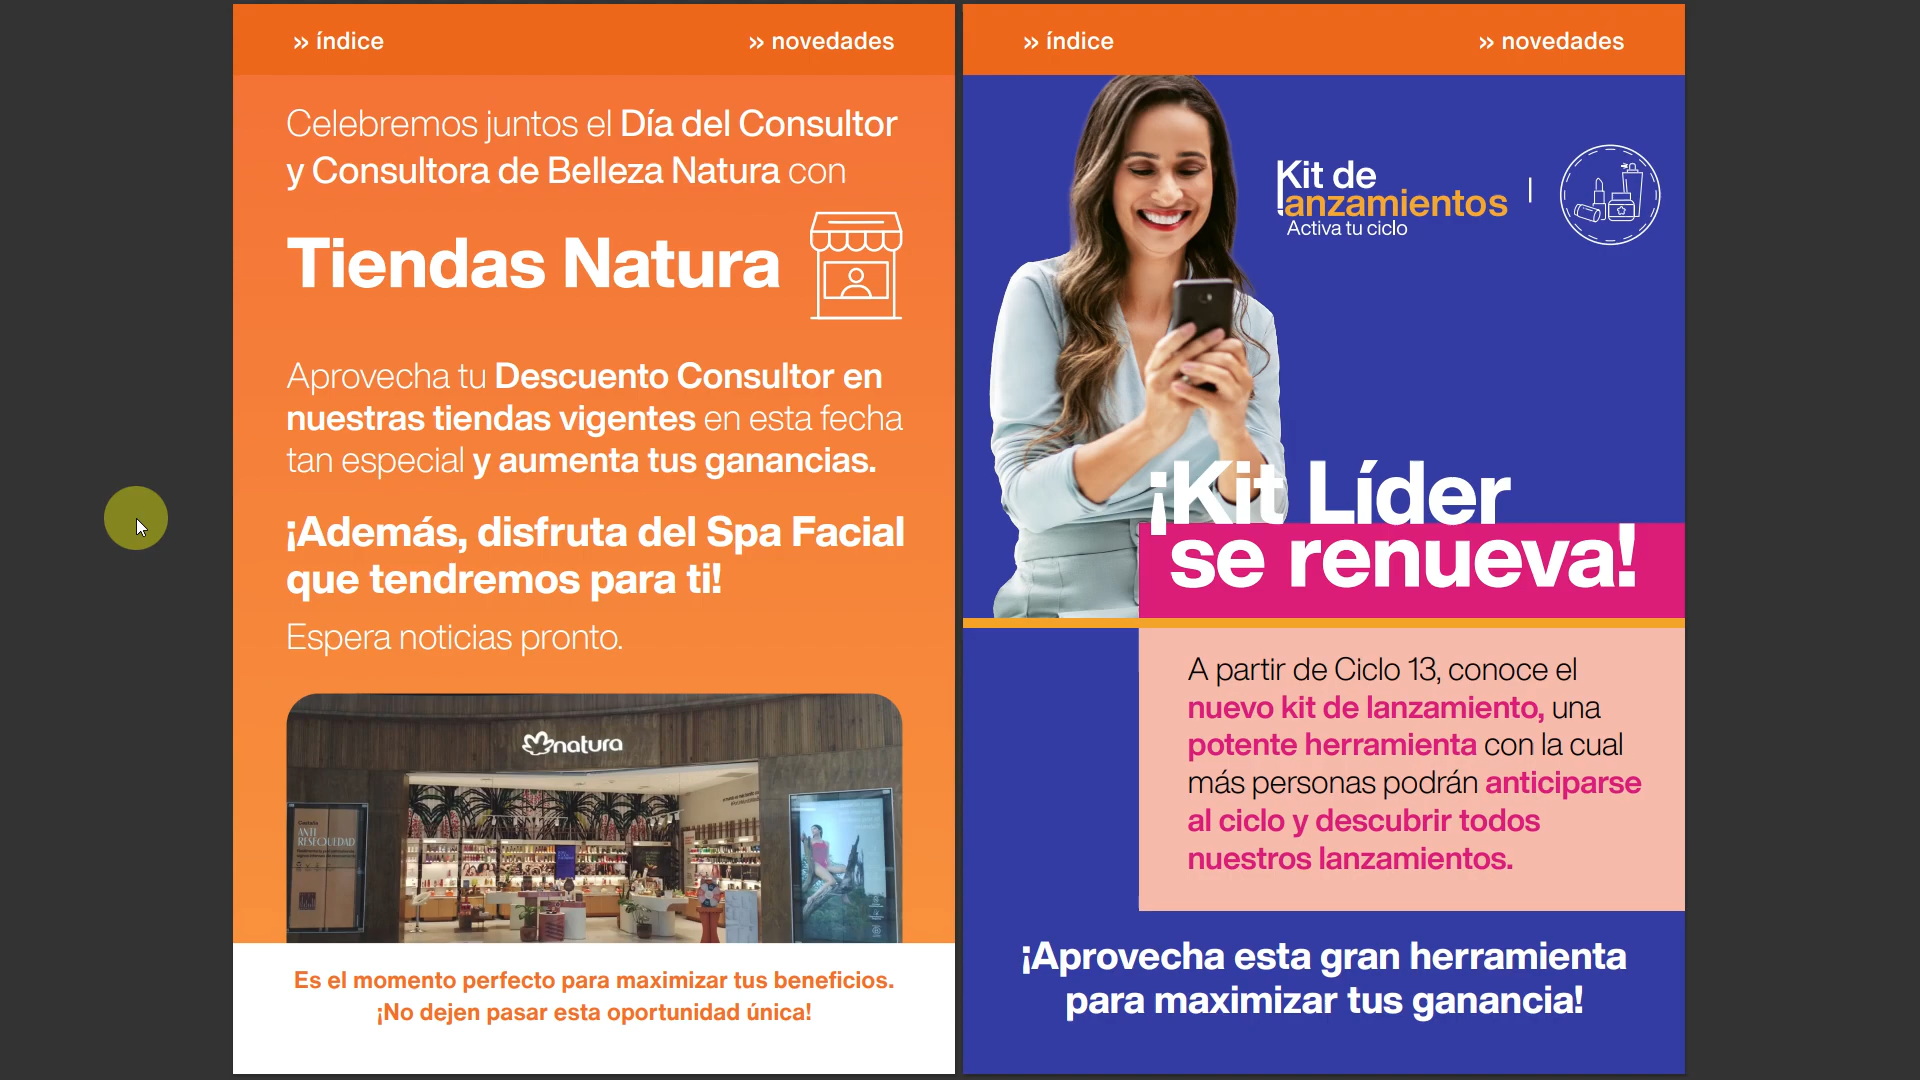 » índice
» novedades
Celebremos juntos el Día del Consultor
y Consultora de Belleza Natura con
Tiendas Natura
Aprovecha tu Descuento Consultor en
nuestras tiendas vigentes en esta fecha
tan especial y aumenta tus ganancias.
¡Además, disfruta del Spa Facial
que tendremos para ti!
Espera noticias pronto.
natura
ANTI
RESEQUEDAD
Es el momento perfecto para maximizar tus beneficios.
¡No dejen pasar esta oportunidad única!
» índice
» novedades
Kit de
lanzamientos
Activa tu ciclo
¡Kit Líder
se renueva!
A partir de Ciclo 13, conoce el
nuevo kit de lanzamiento, una
potente herramienta con la cual
más personas podrán anticiparse
al ciclo y descubrir todos
nuestros lanzamientos.
¡Aprovecha esta gran herramienta
para maximizar tus ganancia!